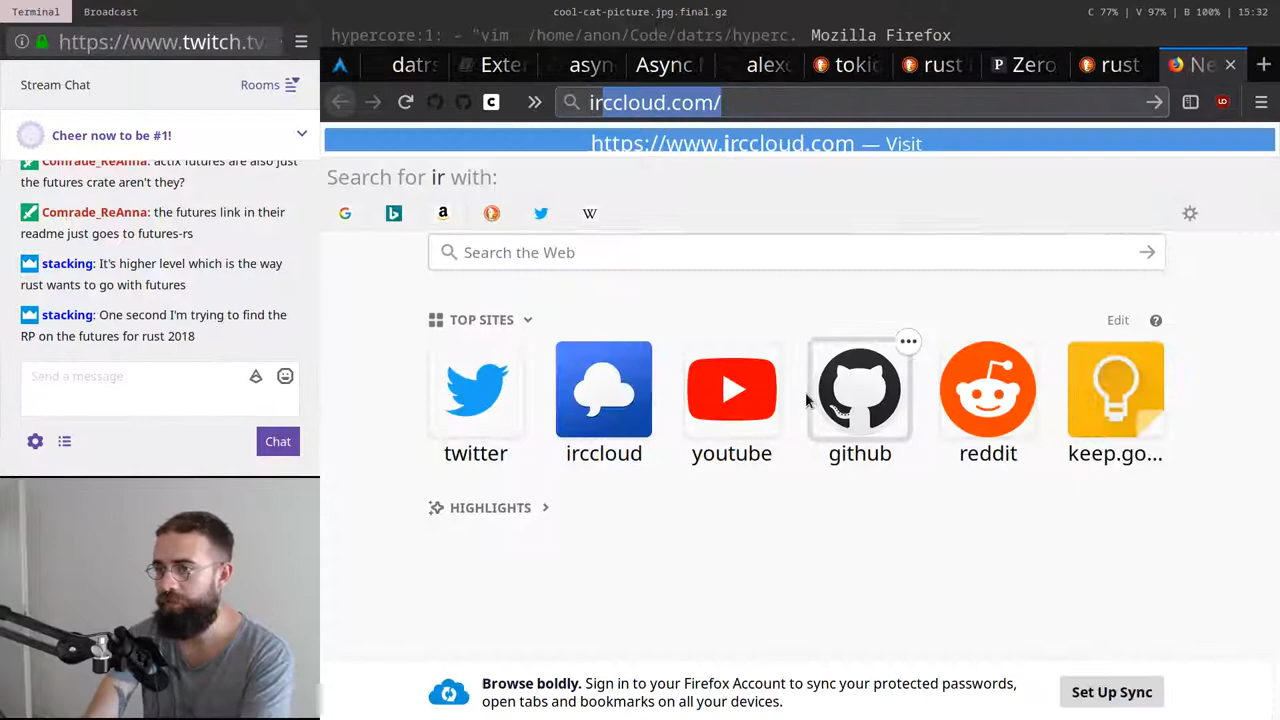 Terminal
Broadcast
cool-cat-picture.jpg.final.gz
C 77% | V 97% | B 100% | 15:32
https://www.twitch.tv
hypercore:1: - "vim /home/anon/Code/datrs/hyperc.
Mozilla Firefox
datrs
Exter
asyn
Async
alexc
tokio
rust
Zero
rust
Ne
irccloud.com/
https://www.irccloud.com — Visit
Search for ir with:
Search the Web
TOP SITES
Edit
twitter
irccloud
youtube
github
reddit
keep.go...
HIGHLIGHTS
Browse boldly. Sign in to your Firefox Account to sync your protected passwords,
open tabs and bookmarks on all your devices.
Set Up Sync
Stream Chat
Rooms
Cheer now to be #1!
Comrade_ReAnna: actix futures are also just
the futures crate aren't they?
Comrade_ReAnna: the futures link in their
readme just goes to futures-rs
stacking: It's higher level which is the way
rust wants to go with futures
stacking: One second I'm trying to find the
RP on the futures for rust 2018
Send a message
Chat